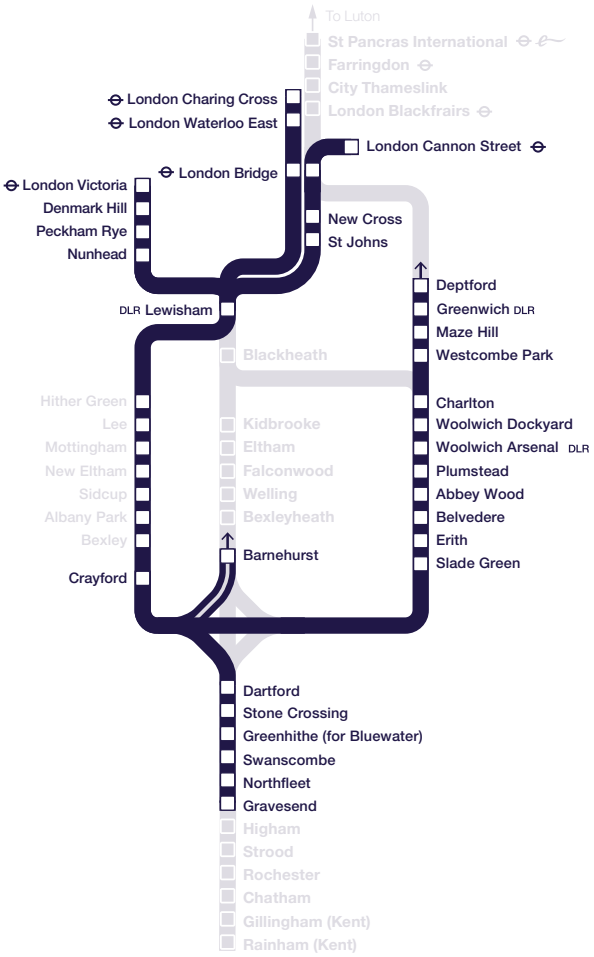 To Luton
St Pancras International
Farringdon
City Thameslink
London Blackfrairs
London Charing Cross
London Waterloo East
London Cannon Street
London Bridge
London Victoria
Denmark Hill
Peckham Rye
Nunhead
New Cross
St Johns
DLR Lewisham
Deptford
Greenwich DLR
Maze Hill
Westcombe Park
Blackheath
Charlton
Woolwich Dockyard
Woolwich Arsenal DLR
Plumstead
Abbey Wood
Belvedere
Erith
Slade Green
Hither Green
Lee
Mottingham
New Eltham
Sidcup
Albany Park
Bexley
Crayford
Kidbrooke
Eltham
Falconwood
Welling
Bexleyheath
Barnehurst
Dartford
Stone Crossing
Greenhithe (for Bluewater)
Swanscombe
Northfleet
Gravesend
Higham
Strood
Rochester
Chatham
Gillingham (Kent)
Rainham (Kent)